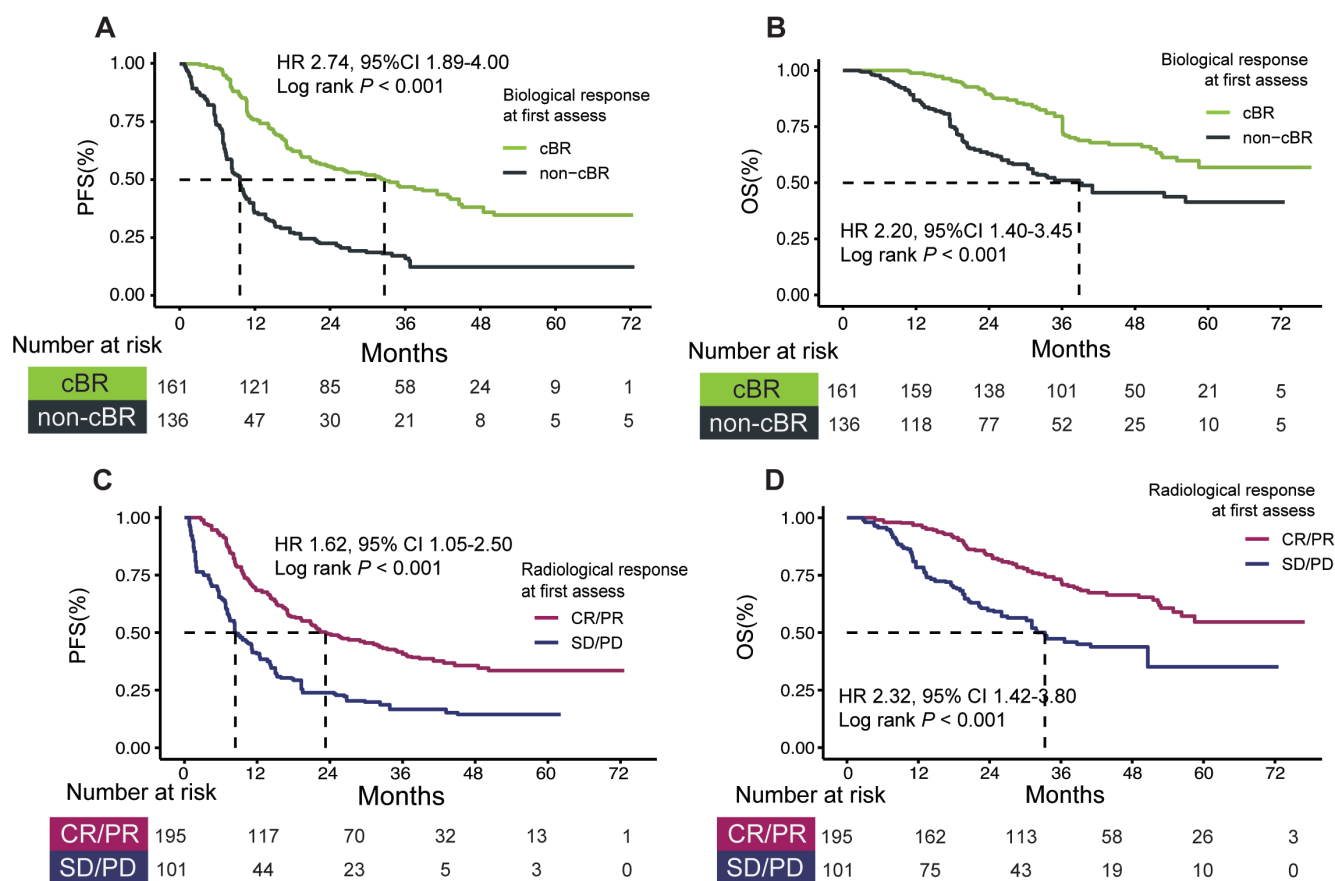 A
HR 2.74, 95%CI 1.89-4.00
Log rank P < 0.001
Biological response
at first assess
cBR
non−cBR
PFS(%)
1.00
0.75
0.50
0.25
0.00
0 12 24 36 48 60 72
Number at risk
Months
cBR 161 121 85 58 24 9 1
non−cBR 136 47 30 21 8 5 5
B
Biological response
at first assess
cBR
non−cBR
OS(%)
1.00
0.75
0.50
0.25
0.00
HR 2.20, 95%CI 1.40-3.45
Log rank P < 0.001
0 12 24 36 48 60 72
Number at risk
Months
cBR 161 159 138 101 50 21 5
non−cBR 136 118 77 52 25 10 5
C
HR 1.62, 95% CI 1.05-2.50
Log rank P < 0.001
Radiological response
at first assess
CR/PR
SD/PD
PFS(%)
1.00
0.75
0.50
0.25
0.00
0 12 24 36 48 60 72
Number at risk
Months
CR/PR 195 117 70 32 13 1
SD/PD 101 44 23 5 3 0
D
Radiological response
at first assess
CR/PR
SD/PD
OS(%)
1.00
0.75
0.50
0.25
0.00
HR 2.32, 95% CI 1.42-3.80
Log rank P < 0.001
0 12 24 36 48 60 72
Number at risk
Months
CR/PR 195 162 113 58 26 3
SD/PD 101 75 43 19 10 0